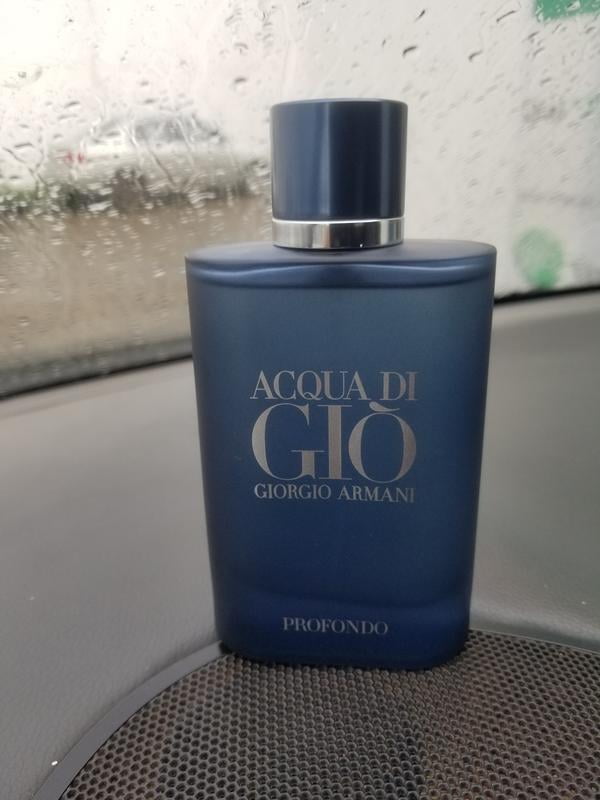 ACQUA DI
GIÒ
GIORGIO ARMANI
PROFONDO